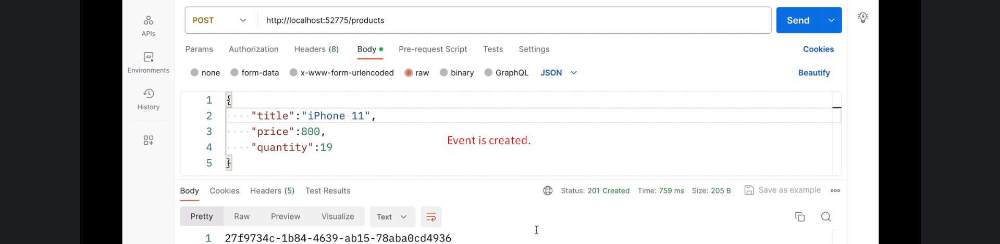 POST http://localhost:52775/products Send
APIs
Params Authorization Headers (8) Body Pre-request Script Tests Settings Cookies
Environments
none form-data x-www-form-urlencoded raw binary GraphQL JSON Beautify
History
1 {
2 "title":"iPhone 11",
3 "price":800,
Event is created.
4 "quantity":19
5 }
Body Cookies Headers (5) Test Results Status: 201 Created Time: 759 ms Size: 205 B Save as example
Pretty Raw Preview Visualize Text
1 27f9734c-1b84-4639-ab15-78aba0cd4936